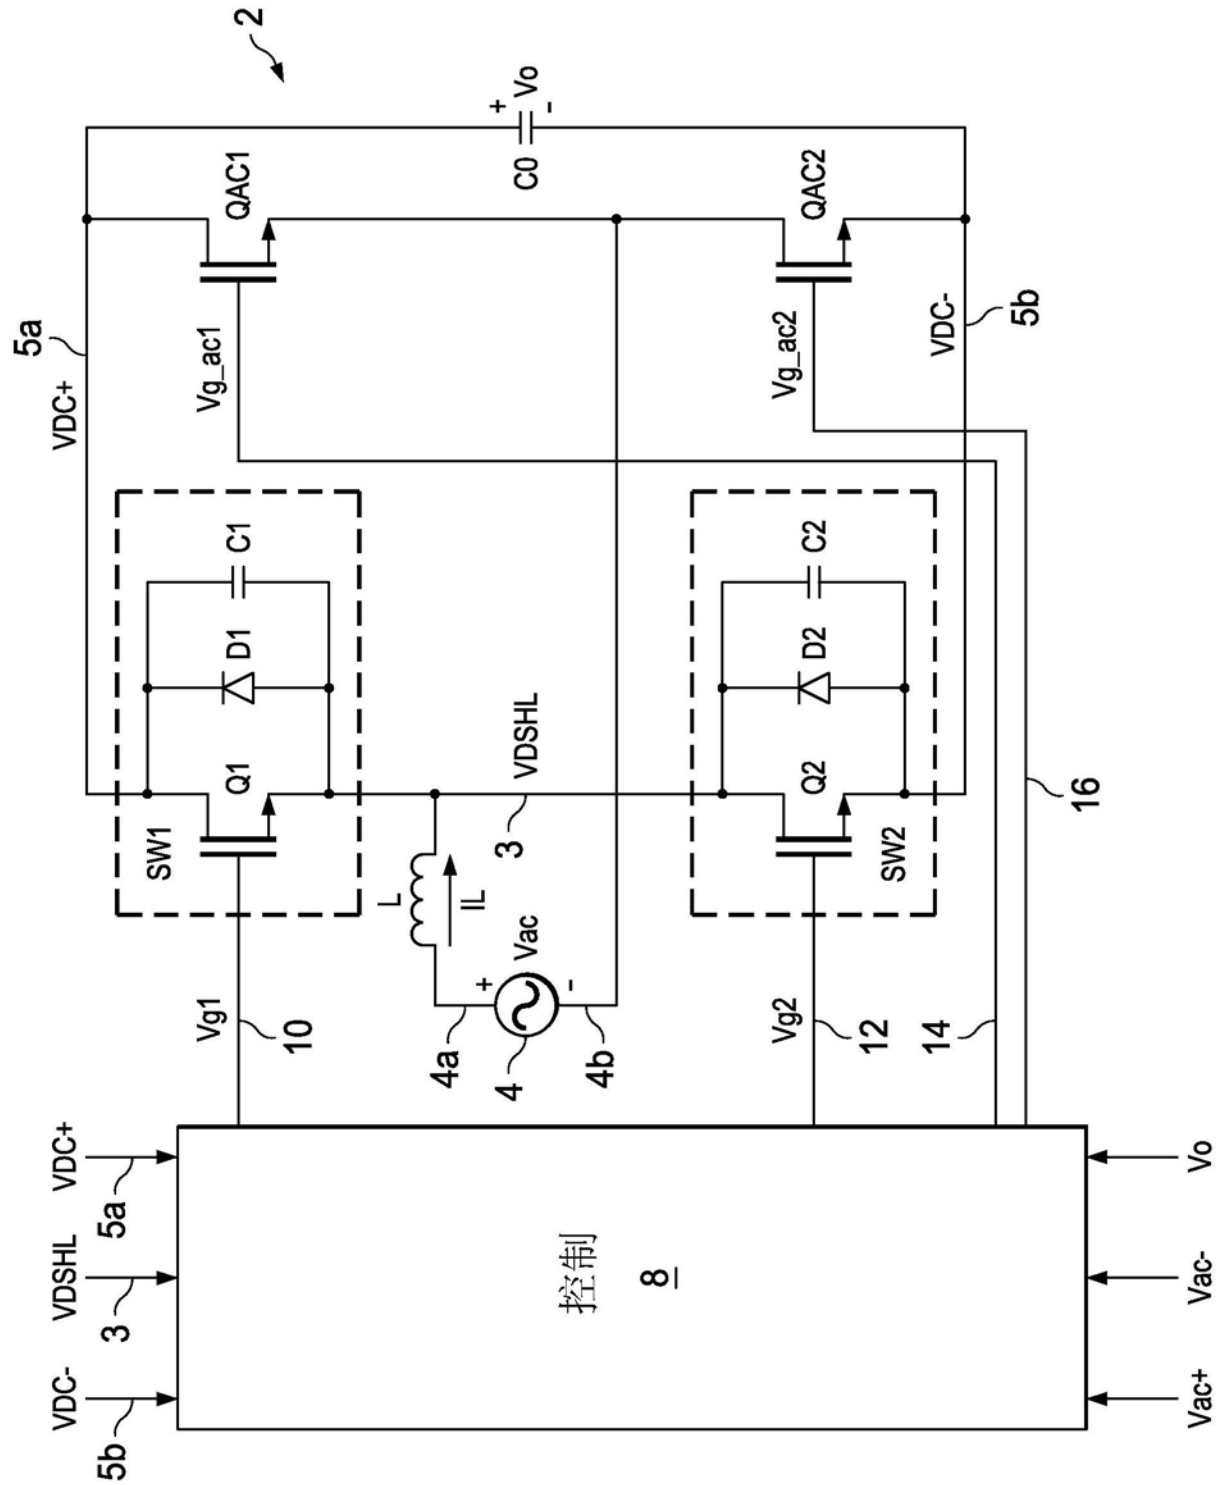 2
5a
VDC+
Vg_ac1
QAC1
+
Vo
-
C0
QAC2
Vg_ac2
VDC-
5b
C1
D1
Q1
SW1
C2
D2
Q2
SW2
VDSHL
3
L
IL
Vac
+
-
4a
4
4b
Vg1
10
Vg2
12
14
16
VDC+
5a
VDSHL
3
VDC-
5b
控制
8
Vo
Vac-
Vac+